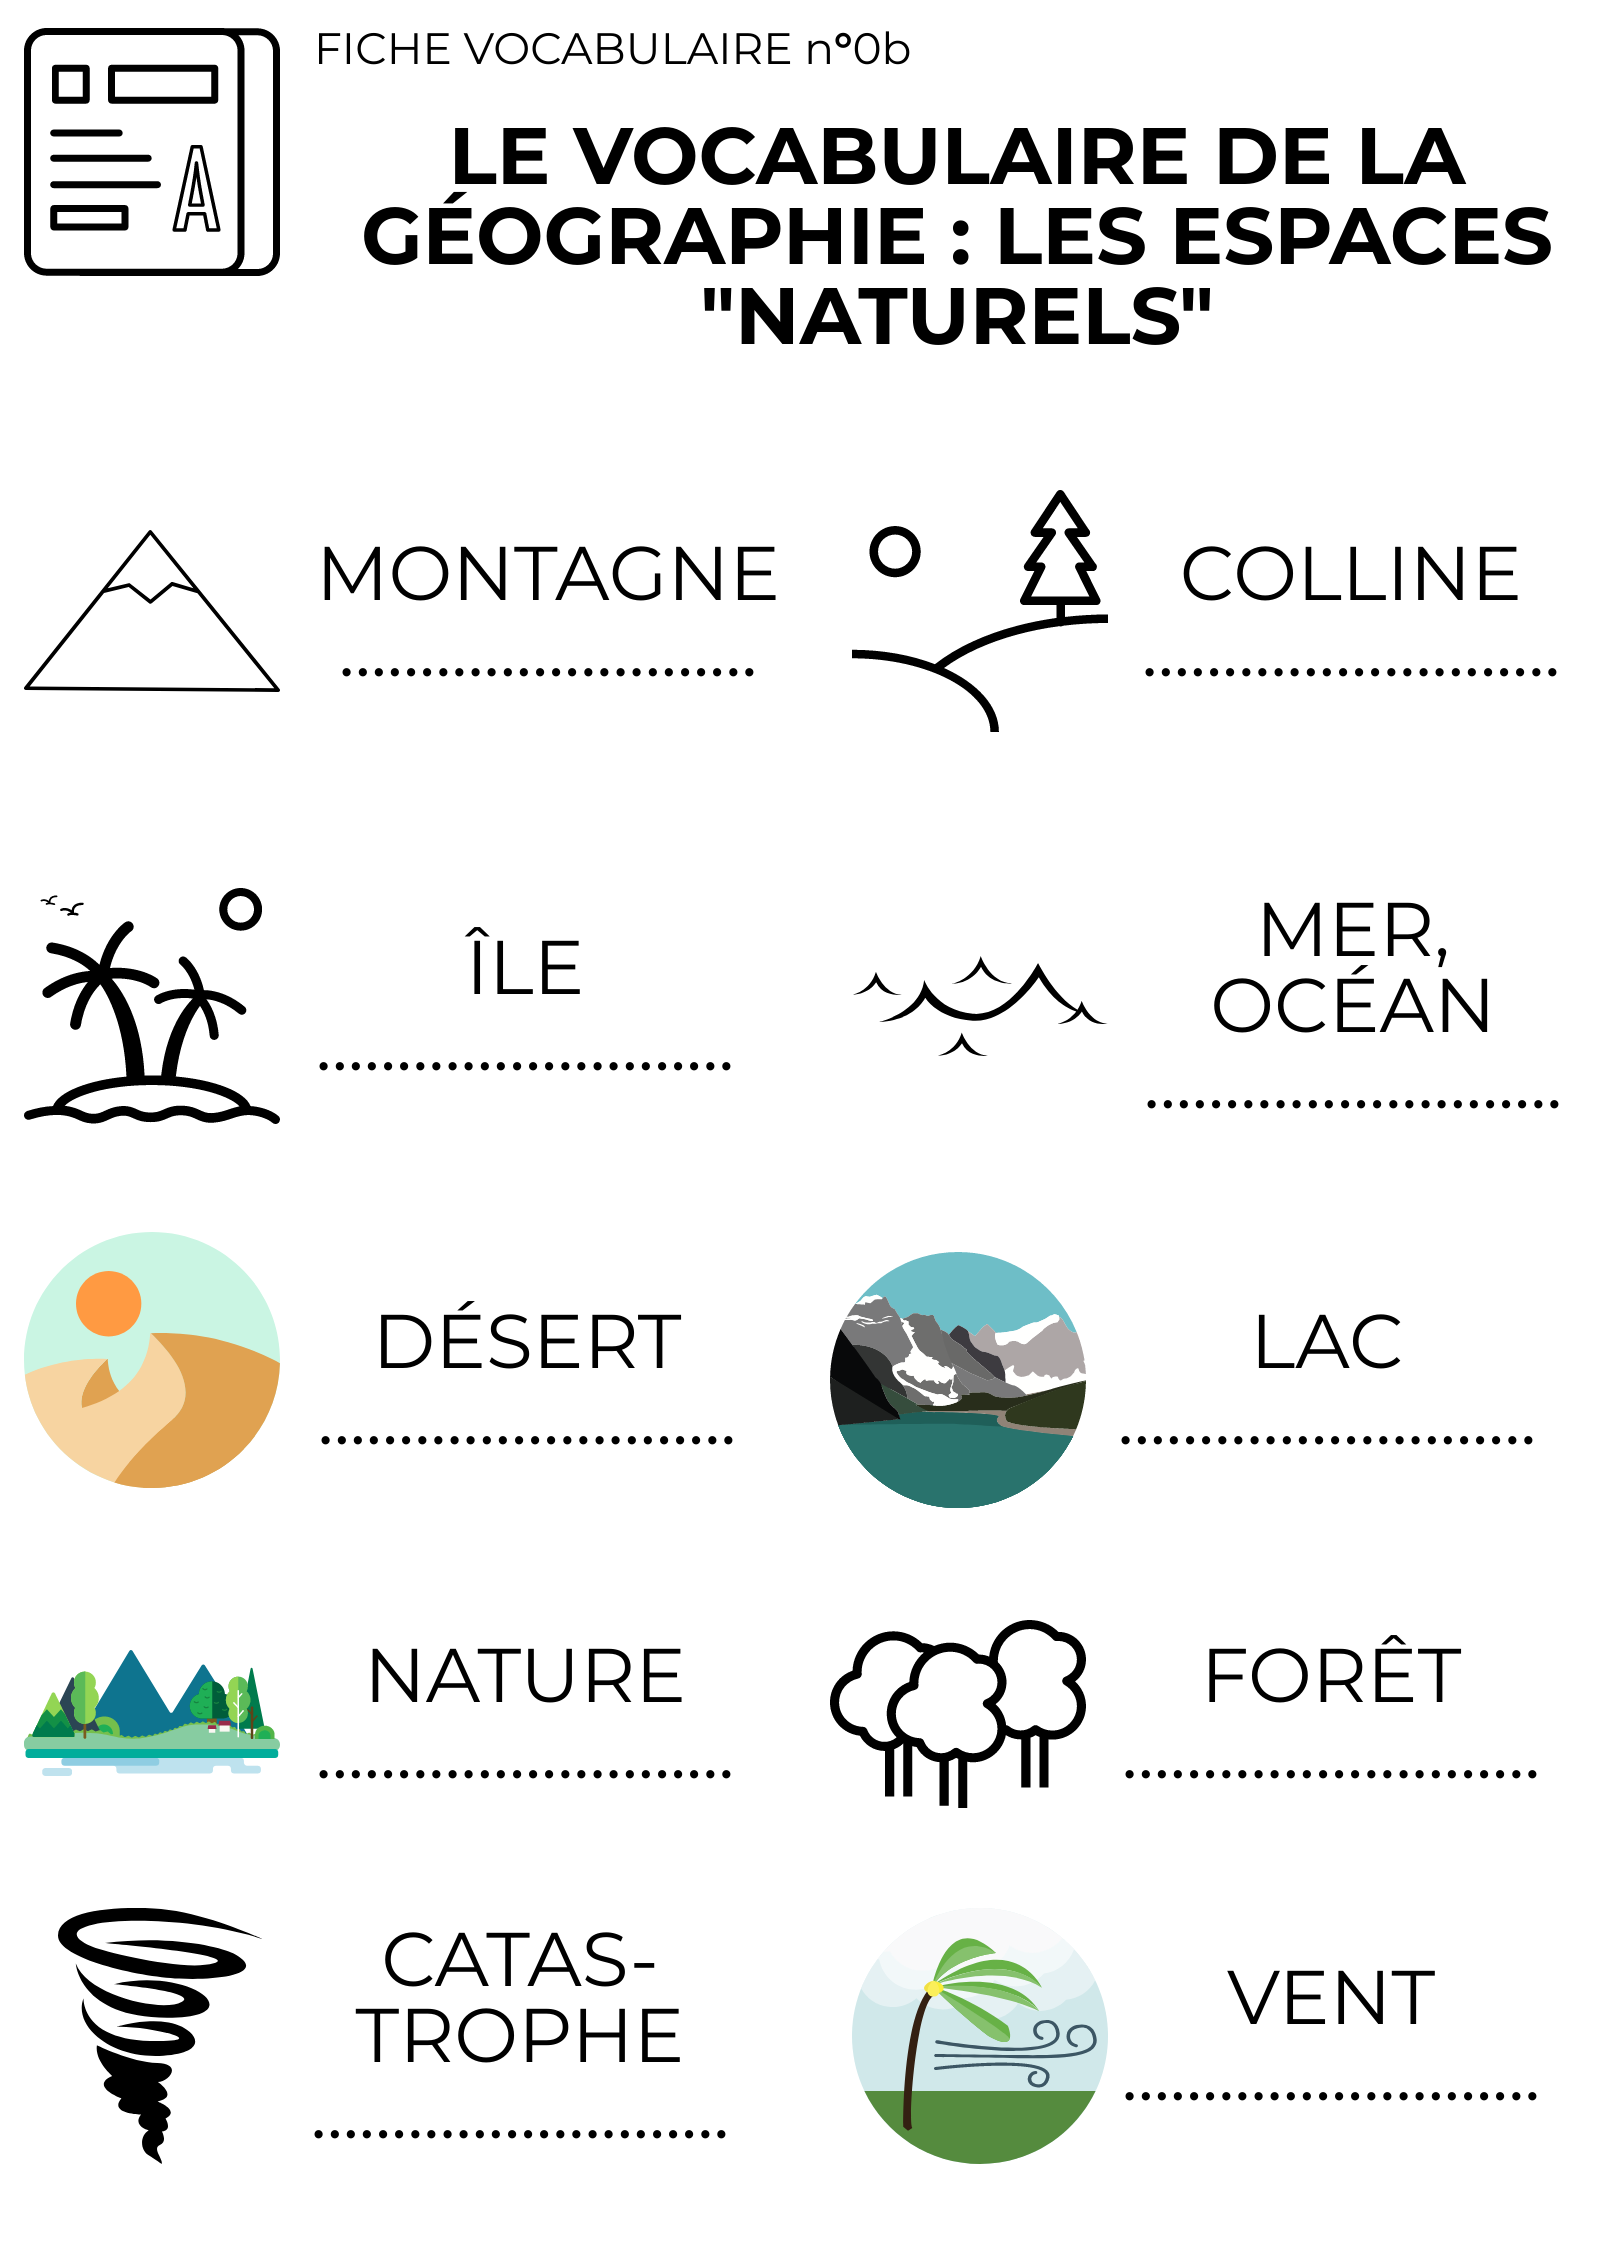 FICHE VOCABULAIRE n°0b
LE VOCABULAIRE DE LA
GÉOGRAPHIE : LES ESPACES
"NATURELS"
A
MONTAGNE
COLLINE
ÎLE
MER,
OCÉAN
DÉSERT
LAC
NATURE
FORÊT
CATAS-
TROPHE
VENT